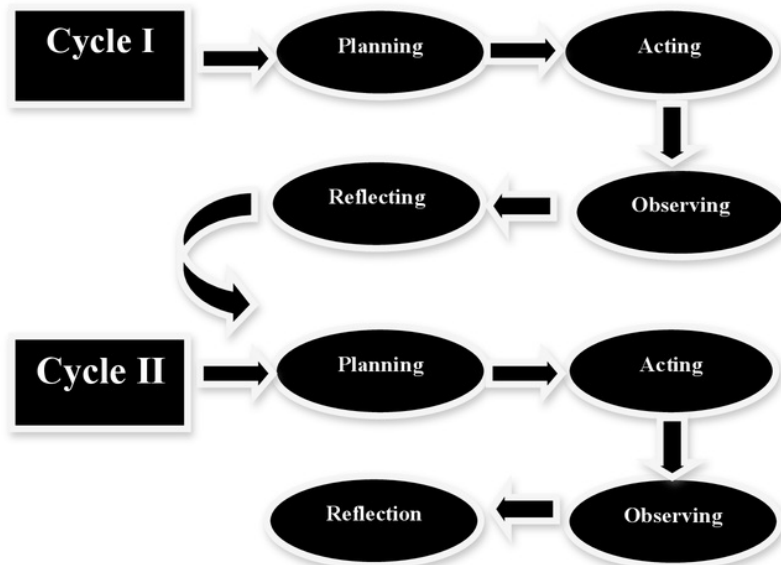 Cycle I
Planning
Acting
Reflecting
Observing
Cycle II
Planning
Acting
Reflection
Observing